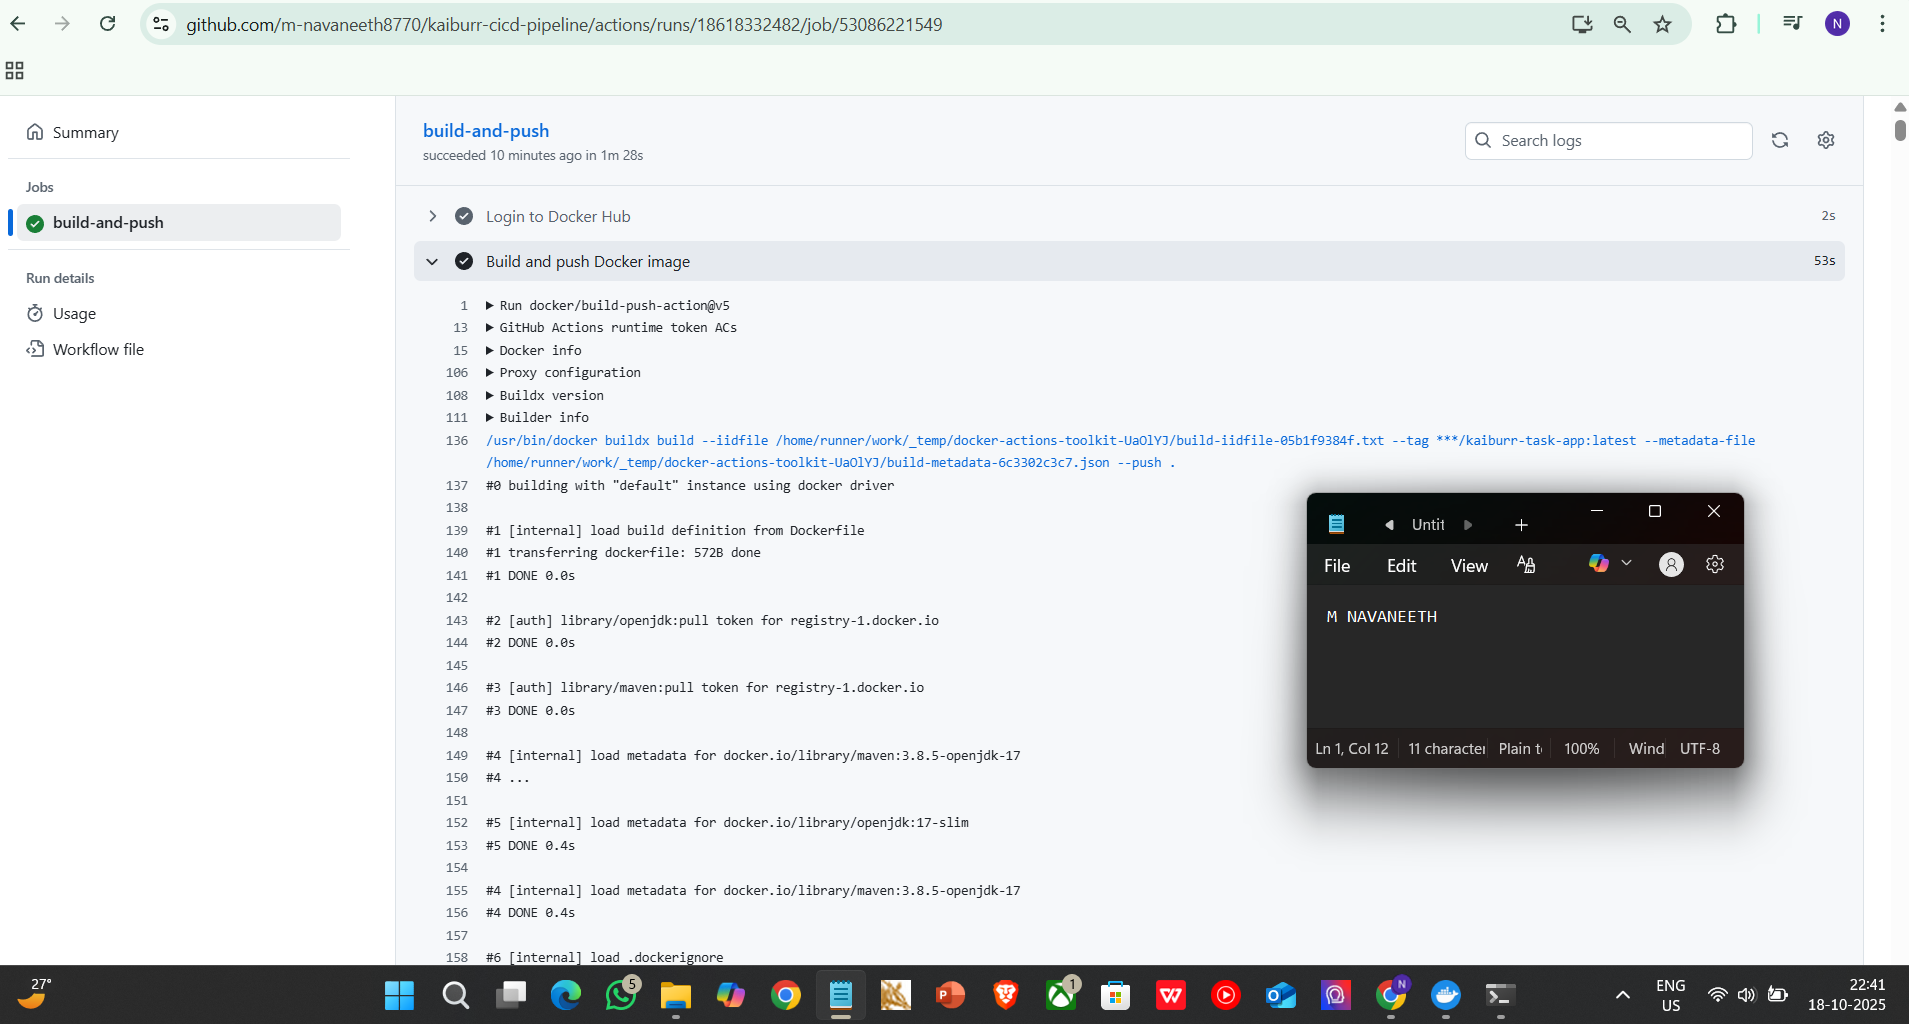 github.com/m-navaneeth8770/kaiburr-cicd-pipeline/actions/runs/18618332482/job/53086221549
N
Summary
Jobs
build-and-push
Run details
Usage
Workflow file
build-and-push
succeeded 10 minutes ago in 1m 28s
Search logs
Login to Docker Hub 2s
Build and push Docker image 53s
1 Run docker/build-push-action@v5
13 GitHub Actions runtime token ACs
15 Docker info
106 Proxy configuration
108 Buildx version
111 Builder info
136 /usr/bin/docker buildx build --iidfile /home/runner/work/_temp/docker-actions-toolkit-UaOlYJ/build-iidfile-05b1f9384f.txt --tag ***/kaiburr-task-app:latest --metadata-file
/home/runner/work/_temp/docker-actions-toolkit-UaOlYJ/build-metadata-6c3302c3c7.json --push .
137 #0 building with "default" instance using docker driver
138
139 #1 [internal] load build definition from Dockerfile
140 #1 transferring dockerfile: 572B done
141 #1 DONE 0.0s
142
143 #2 [auth] library/openjdk:pull token for registry-1.docker.io
144 #2 DONE 0.0s
145
146 #3 [auth] library/maven:pull token for registry-1.docker.io
147 #3 DONE 0.0s
148
149 #4 [internal] load metadata for docker.io/library/maven:3.8.5-openjdk-17
150 #4 ...
151
152 #5 [internal] load metadata for docker.io/library/openjdk:17-slim
153 #5 DONE 0.4s
154
155 #4 [internal] load metadata for docker.io/library/maven:3.8.5-openjdk-17
156 #4 DONE 0.4s
157
158 #6 [internal] load .dockerignore
Untit
File Edit View
M NAVANEETH
Ln 1, Col 12 11 character Plain t 100% Wind UTF-8
27°
5
1
N
ENG
US
22:41
18-10-2025